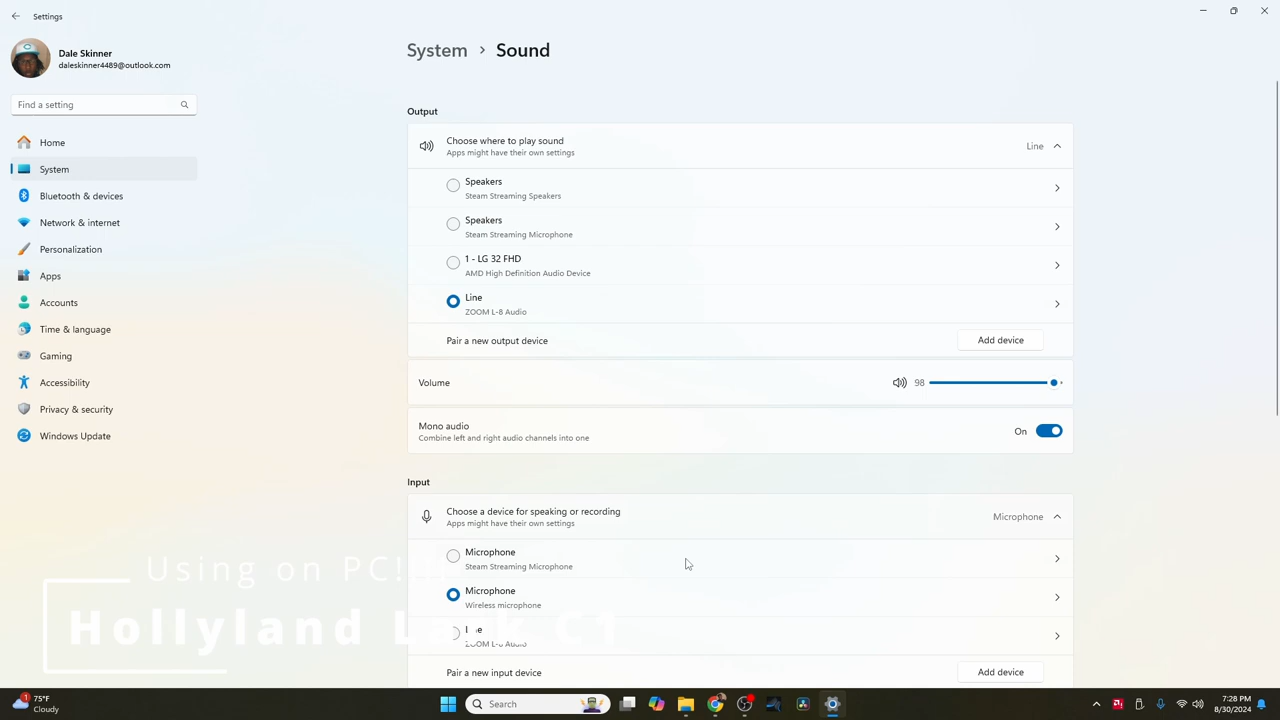 Settings
Dale Skinner
daleskinner4489@outlook.com
Find a setting
Home
System
Bluetooth & devices
Network & internet
Personalization
Apps
Accounts
Time & language
Gaming
Accessibility
Privacy & security
Windows Update
System > Sound
Output
Choose where to play sound
Apps might have their own settings
Line
Speakers
Steam Streaming Speakers
Speakers
Steam Streaming Microphone
1 - LG 32 FHD
AMD High Definition Audio Device
Line
ZOOM L-8 Audio
Pair a new output device
Add device
Volume
98
Mono audio
Combine left and right audio channels into one
On
Input
Choose a device for speaking or recording
Apps might have their own settings
Microphone
Microphone
Steam Streaming Microphone
Microphone
Wireless microphone
ZOOM L-8 Audio
Pair a new input device
Add device
Using on PC!
Hollyland Lark C1
1
75°F
Cloudy
Search
7:28 PM
8/30/2024